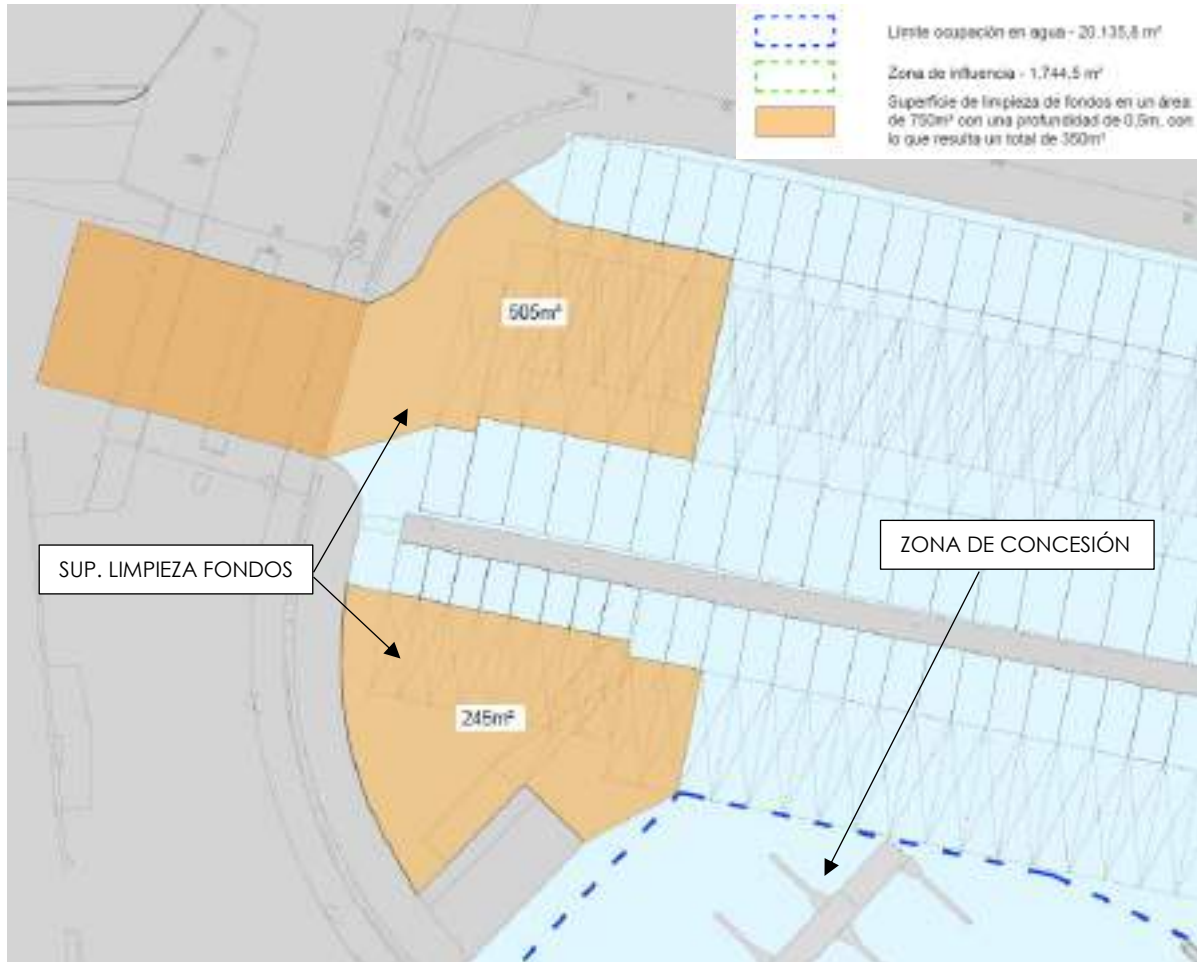 Límite ocupación en agua - 20.135,8 m²
Zona de influencia - 1.744,5 m²
Superficie de limpieza de fondos en un área
de 750m² con una profundidad de 0,5m, con
lo que resulta un total de 350m³
505m²
SUP. LIMPIEZA FONDOS
ZONA DE CONCESIÓN
245m²